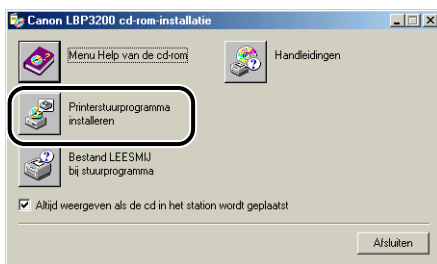 Canon LBP3200 cd-rom-installatie
Menu Help van de cd-rom
Handleidingen
Printerstuurprogramma
installeren
Bestand LEESMIJ
bij stuurprogramma
Altijd weergeven als de cd in het station wordt geplaatst
Afsluiten